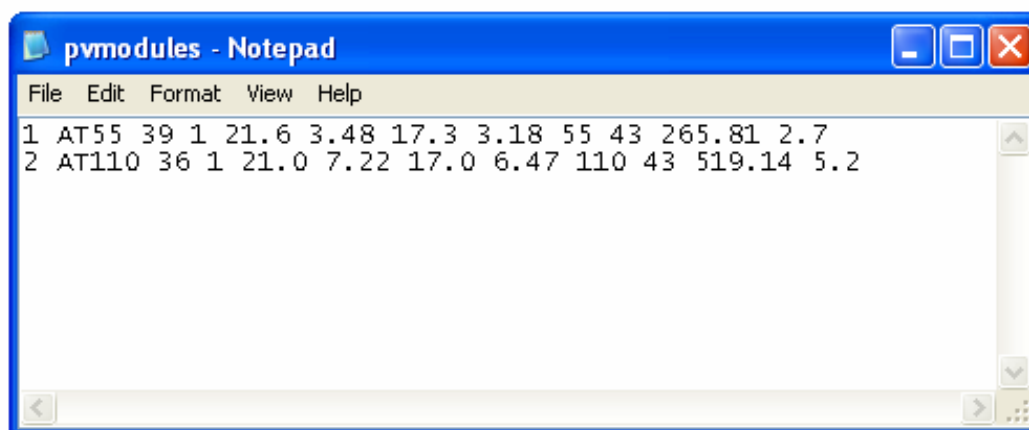 pvmodules - Notepad
File Edit Format View Help
1 AT55 39 1 21.6 3.48 17.3 3.18 55 43 265.81 2.7
2 AT110 36 1 21.0 7.22 17.0 6.47 110 43 519.14 5.2